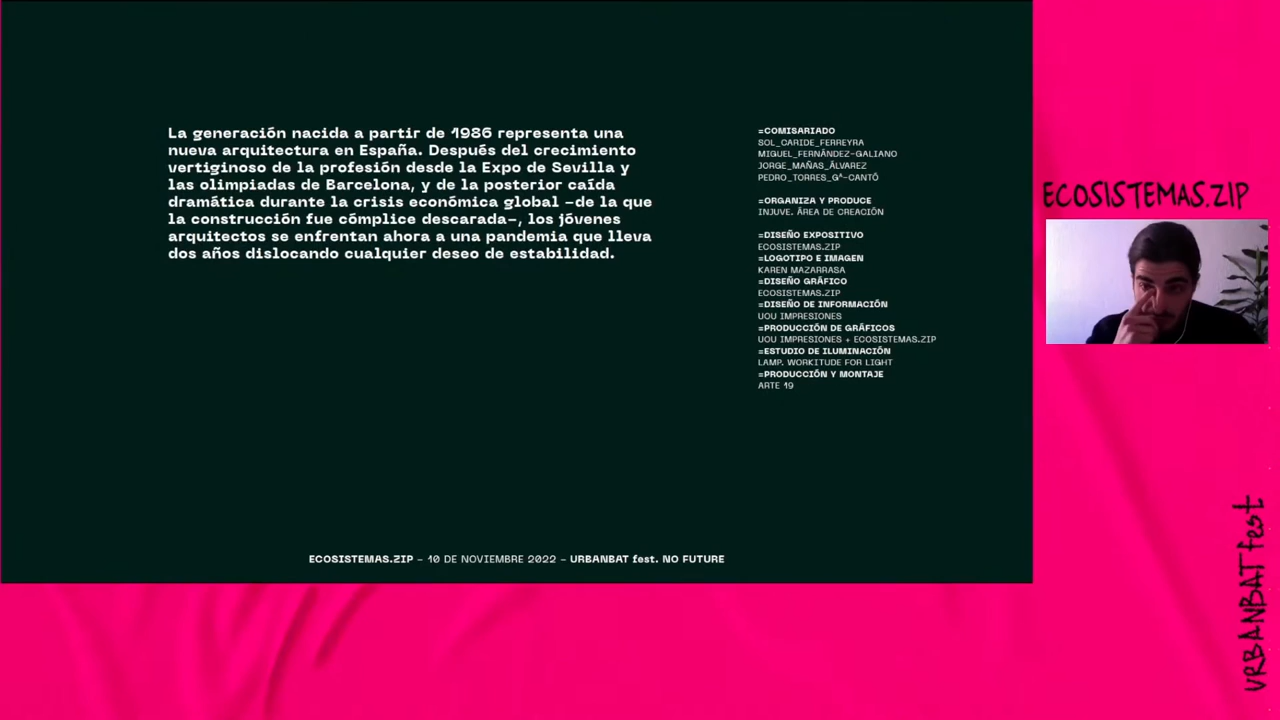 La generación nacida a partir de 1986 representa una
nueva arquitectura en España. Después del crecimiento
vertiginoso de la profesión desde la Expo de Sevilla y
las olimpiadas de Barcelona, y de la posterior caída
dramática durante la crisis económica global –de la que
la construcción fue cómplice descarada–, los jóvenes
arquitectos se enfrentan ahora a una pandemia que lleva
dos años dislocando cualquier deseo de estabilidad.
=COMISARIADO
SOL_CARIDE_FERREYRA
MIGUEL_FERNÁNDEZ-GALIANO
JORGE_MAÑAS_ÁLVAREZ
PEDRO_TORRES_Gª-CANTÓ
=ORGANIZA Y PRODUCE
INJUVE. ÁREA DE CREACIÓN
=DISEÑO EXPOSITIVO
ECOSISTEMAS.ZIP
=LOGOTIPO E IMAGEN
KAREN MAZARRASA
=DISEÑO GRÁFICO
ECOSISTEMAS.ZIP
=DISEÑO DE INFORMACIÓN
UOU IMPRESIONES
=PRODUCCIÓN DE GRÁFICOS
UOU IMPRESIONES + ECOSISTEMAS.ZIP
=ESTUDIO DE ILUMINACIÓN
LAMP. WORKITUDE FOR LIGHT
=PRODUCCIÓN Y MONTAJE
ARTE 19
ECOSISTEMAS.ZIP – 10 DE NOVIEMBRE 2022 – URBANBAT fest. NO FUTURE
ECOSISTEMAS.ZIP
URBANBAT fest